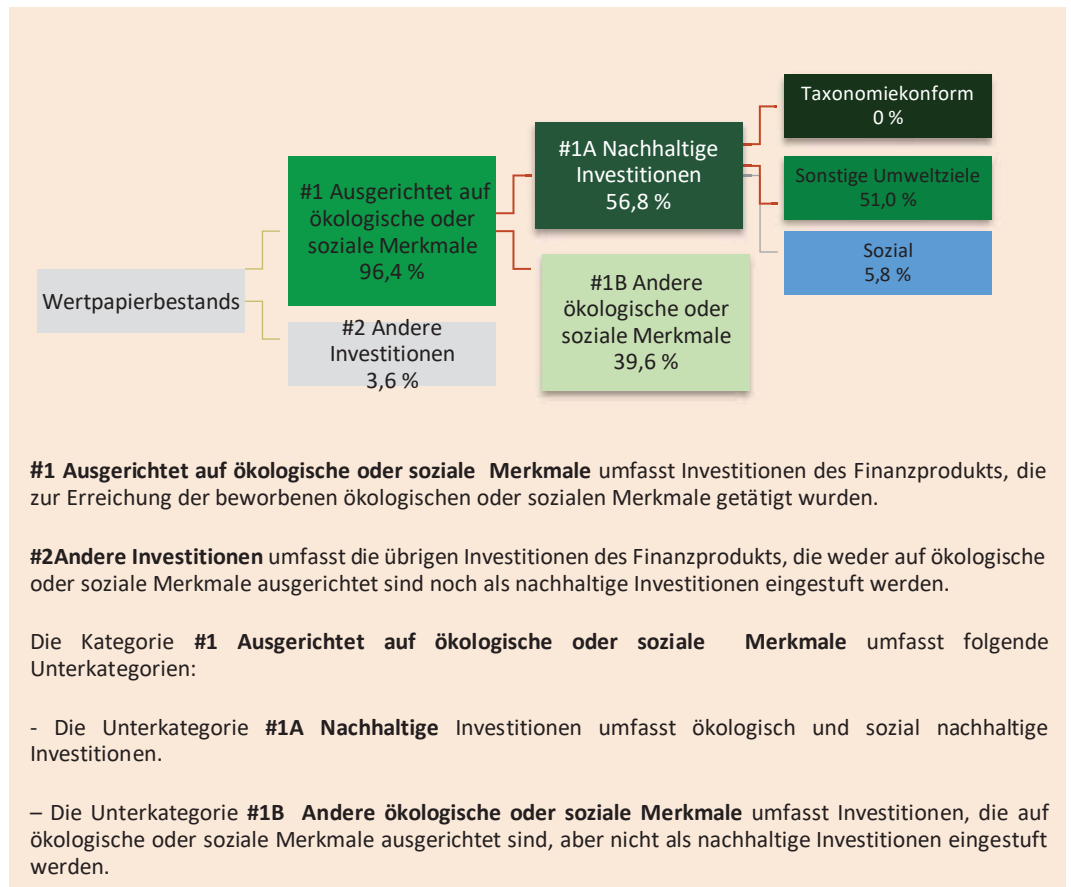 Wertpapierbestands
#1 Ausgerichtet auf
ökologische oder
soziale Merkmale
96,4 %
#2 Andere
Investitionen
3,6 %
#1A Nachhaltige
Investitionen
56,8 %
#1B Andere
ökologische oder
soziale Merkmale
39,6 %
Taxonomiekonform
0 %
Sonstige Umweltziele
51,0 %
Sozial
5,8 %
#1 Ausgerichtet auf ökologische oder soziale Merkmale umfasst Investitionen des Finanzprodukts, die
zur Erreichung der beworbenen ökologischen oder sozialen Merkmale getätigt wurden.
#2Andere Investitionen umfasst die übrigen Investitionen des Finanzprodukts, die weder auf ökologische
oder soziale Merkmale ausgerichtet sind noch als nachhaltige Investitionen eingestuft werden.
Die Kategorie #1 Ausgerichtet auf ökologische oder soziale Merkmale umfasst folgende
Unterkategorien:
- Die Unterkategorie #1A Nachhaltige Investitionen umfasst ökologisch und sozial nachhaltige
Investitionen.
– Die Unterkategorie #1B Andere ökologische oder soziale Merkmale umfasst Investitionen, die auf
ökologische oder soziale Merkmale ausgerichtet sind, aber nicht als nachhaltige Investitionen eingestuft
werden.